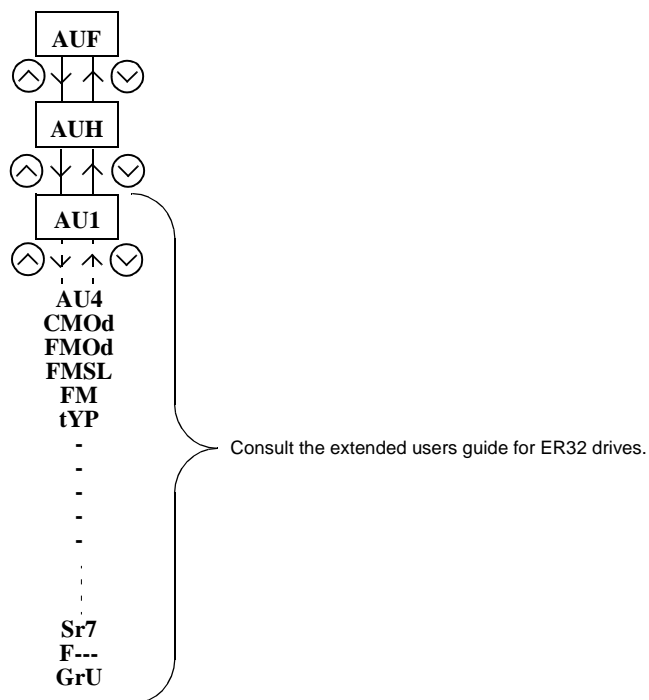 AUF
AUH
AU1
AU4
CMOd
FMOd
FMSL
FM
tYP
-
-
-
-
-
Consult the extended users guide for ER32 drives.
Sr7
F---
GrU